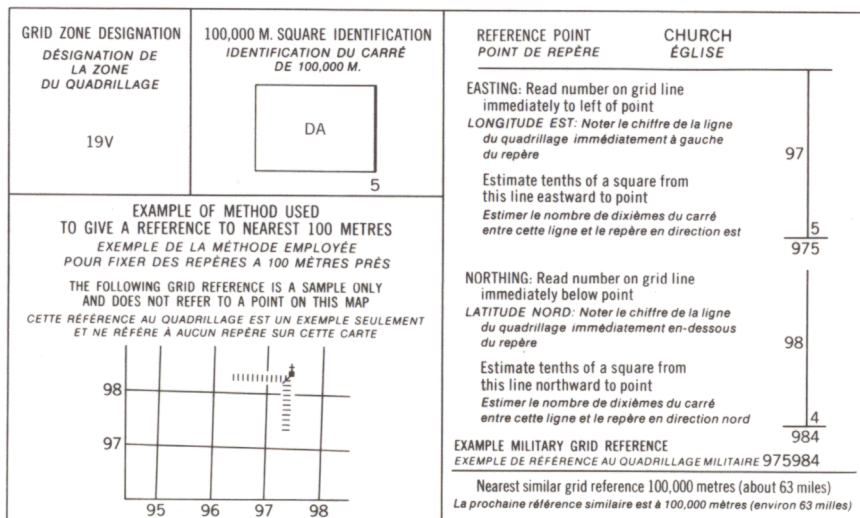 GRID ZONE DESIGNATION
DÉSIGNATION DE
LA ZONE
DU QUADRILLAGE
19V
100,000 M. SQUARE IDENTIFICATION
IDENTIFICATION DU CARRÉ
DE 100,000 M.
DA
5
EXAMPLE OF METHOD USED
TO GIVE A REFERENCE TO NEAREST 100 METRES
EXEMPLE DE LA MÉTHODE EMPLOYÉE
POUR FIXER DES REPÈRES A 100 MÈTRES PRÈS
THE FOLLOWING GRID REFERENCE IS A SAMPLE ONLY
AND DOES NOT REFER TO A POINT ON THIS MAP
CETTE RÉFÉRENCE AU QUADRILLAGE EST UN EXEMPLE SEULEMENT
ET NE RÉFÈRE À AUCUN REPÈRE SUR CETTE CARTE
98
97
95 96 97 98
REFERENCE POINT CHURCH
POINT DE REPÈRE ÉGLISE
EASTING: Read number on grid line
immediately to left of point
LONGITUDE EST: Noter le chiffre de la ligne
du quadrillage immédiatement à gauche
du repère 97
Estimate tenths of a square from
this line eastward to point
Estimer le nombre de dixièmes du carré
entre cette ligne et le repère en direction est 5
975
NORTHING: Read number on grid line
immediately below point
LATITUDE NORD: Noter le chiffre de la ligne
du quadrillage immédiatement en-dessous
du repère 98
Estimate tenths of a square from
this line northward to point
Estimer le nombre de dixièmes du carré
entre cette ligne et le repère en direction nord 4
984
EXAMPLE MILITARY GRID REFERENCE
EXEMPLE DE RÉFÉRENCE AU QUADRILLAGE MILITAIRE 975984
Nearest similar grid reference 100,000 metres (about 63 miles)
La prochaine référence similaire est à 100,000 mètres (environ 63 milles)